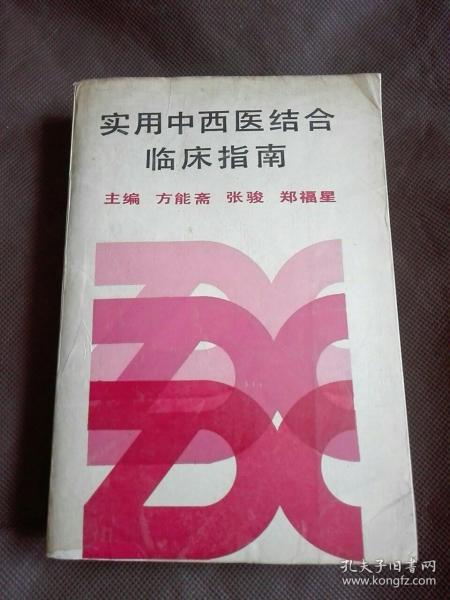 实用中西医结合
临床指南
主编 方能斋 张骏 郑福星
孔夫子旧书网
www.kongfz.com